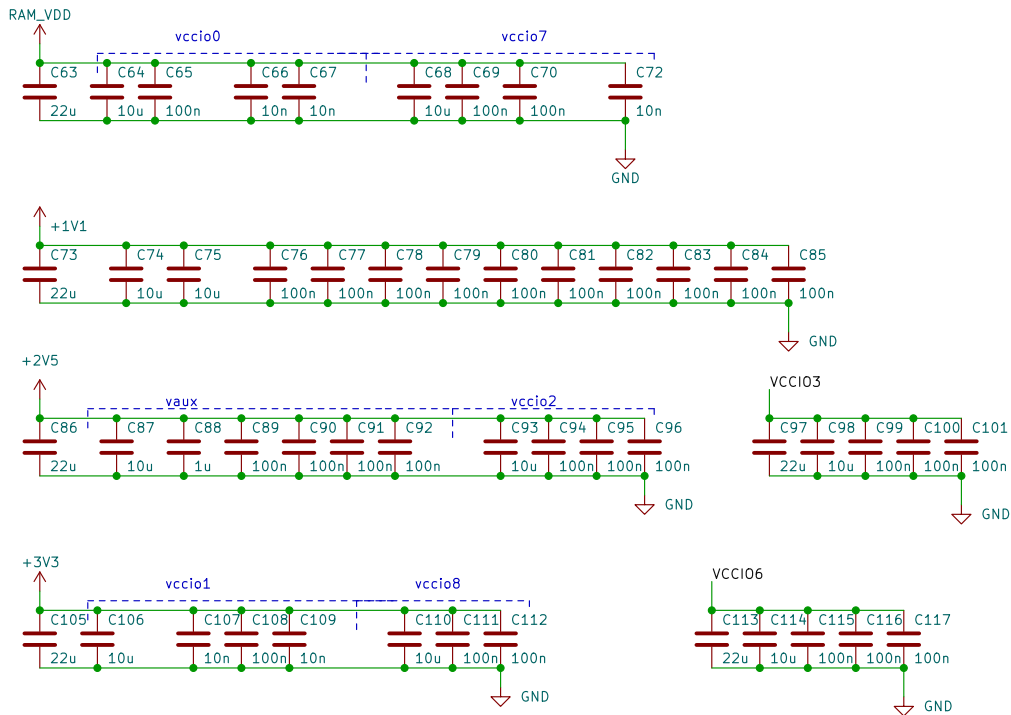 RAM_VDD
vccio0 vccio7
C63 C64 C65 C66 C67 C68 C69 C70 C72
22u 10u 100n 10n 10n 10u 100n 100n 10n
GND
+1V1
C73 C74 C75 C76 C77 C78 C79 C80 C81 C82 C83 C84 C85
22u 10u 10u 100n 100n 100n 100n 100n 100n 100n 100n 100n 100n
GND
+2V5
VCCIO3
vaux vccio2
C86 C87 C88 C89 C90 C91 C92 C93 C94 C95 C96 C97 C98 C99 C100 C101
22u 10u 1u 100n 100n 100n 100n 10u 100n 100n 100n 22u 10u 100n 100n 100n
GND GND
+3V3
VCCIO6
vccio1 vccio8
C105 C106 C107 C108 C109 C110 C111 C112 C113 C114 C115 C116 C117
22u 10u 10n 100n 10n 10u 100n 100n 22u 10u 100n 100n 100n
GND GND